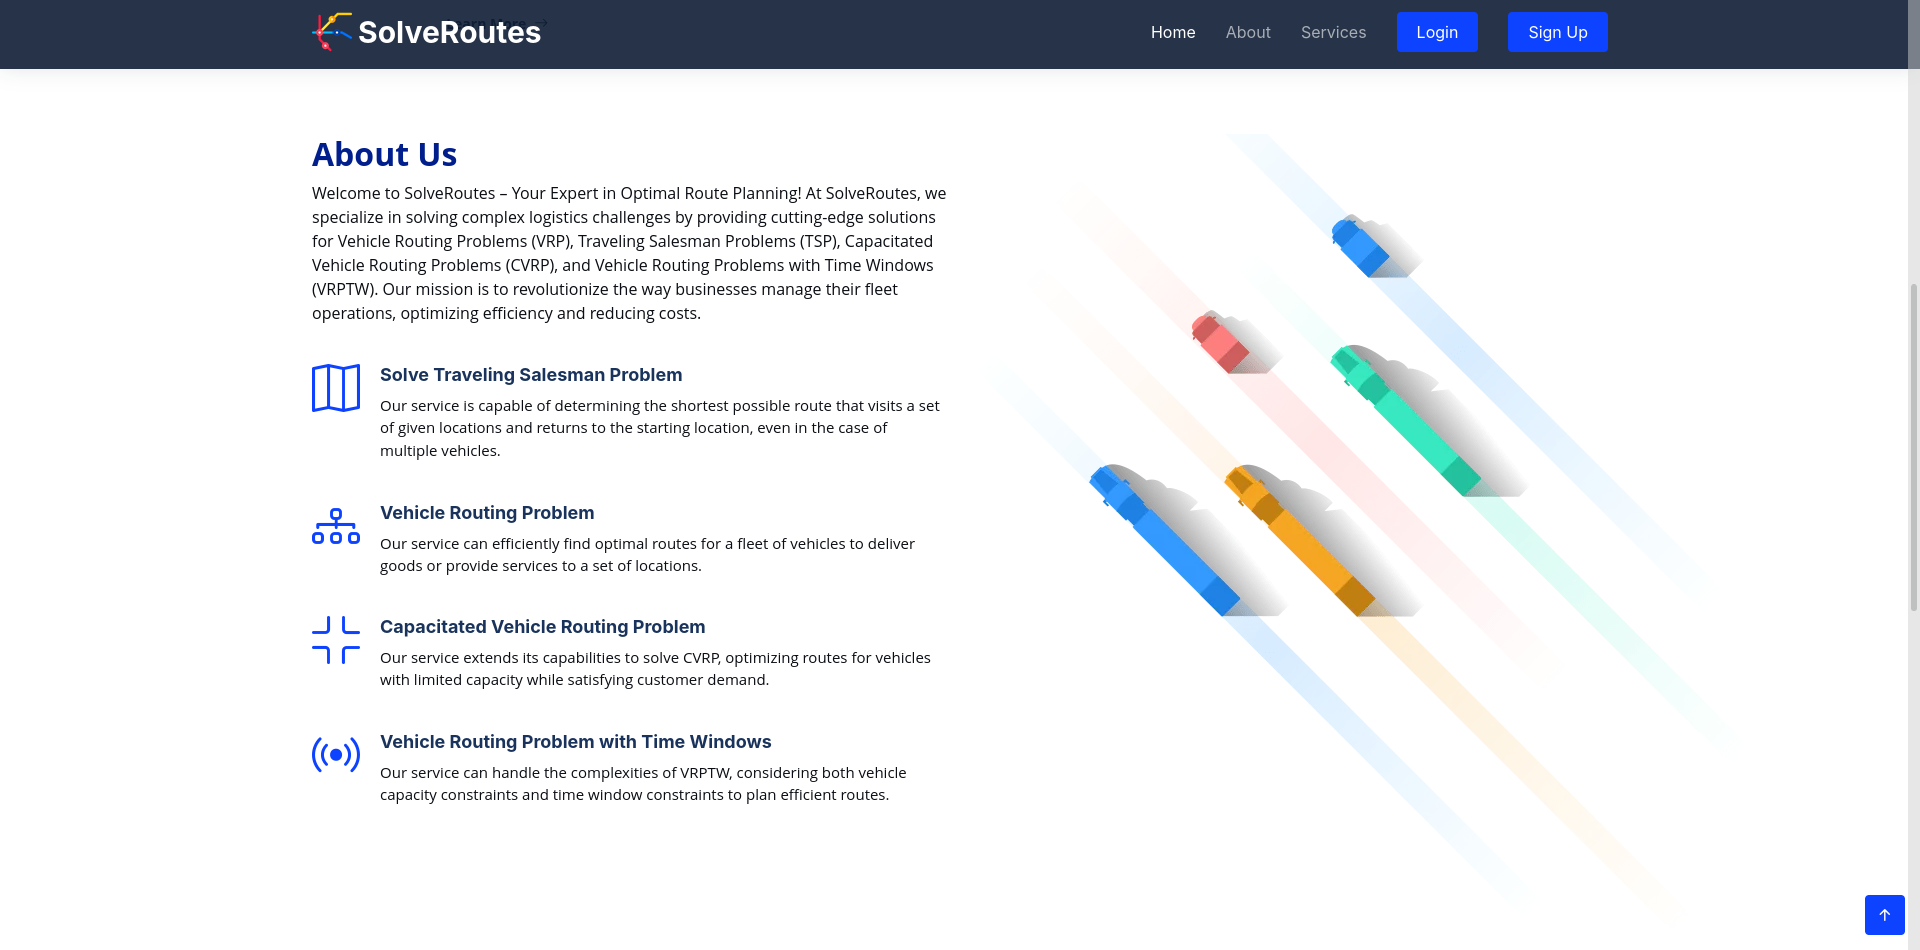 SolveRoutes
Home About Services Login Sign Up
About Us
Welcome to SolveRoutes – Your Expert in Optimal Route Planning! At SolveRoutes, we
specialize in solving complex logistics challenges by providing cutting-edge solutions
for Vehicle Routing Problems (VRP), Traveling Salesman Problems (TSP), Capacitated
Vehicle Routing Problems (CVRP), and Vehicle Routing Problems with Time Windows
(VRPTW). Our mission is to revolutionize the way businesses manage their fleet
operations, optimizing efficiency and reducing costs.
Solve Traveling Salesman Problem
Our service is capable of determining the shortest possible route that visits a set
of given locations and returns to the starting location, even in the case of
multiple vehicles.
Vehicle Routing Problem
Our service can efficiently find optimal routes for a fleet of vehicles to deliver
goods or provide services to a set of locations.
Capacitated Vehicle Routing Problem
Our service extends its capabilities to solve CVRP, optimizing routes for vehicles
with limited capacity while satisfying customer demand.
Vehicle Routing Problem with Time Windows
Our service can handle the complexities of VRPTW, considering both vehicle
capacity constraints and time window constraints to plan efficient routes.